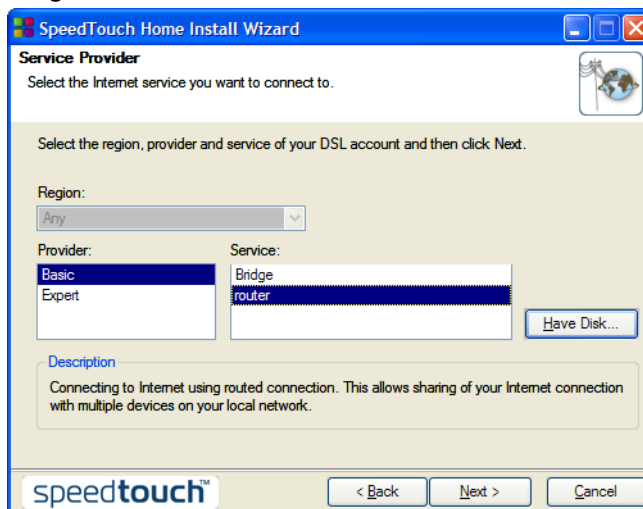 SpeedTouch Home Install Wizard
Service Provider
Select the Internet service you want to connect to.
Select the region, provider and service of your DSL account and then click Next.
Region:
Any
Provider:
Service:
Basic
Expert
Bridge
router
Have Disk...
Description
Connecting to Internet using routed connection. This allows sharing of your Internet connection
with multiple devices on your local network.
speedtouch™
< Back
Next >
Cancel